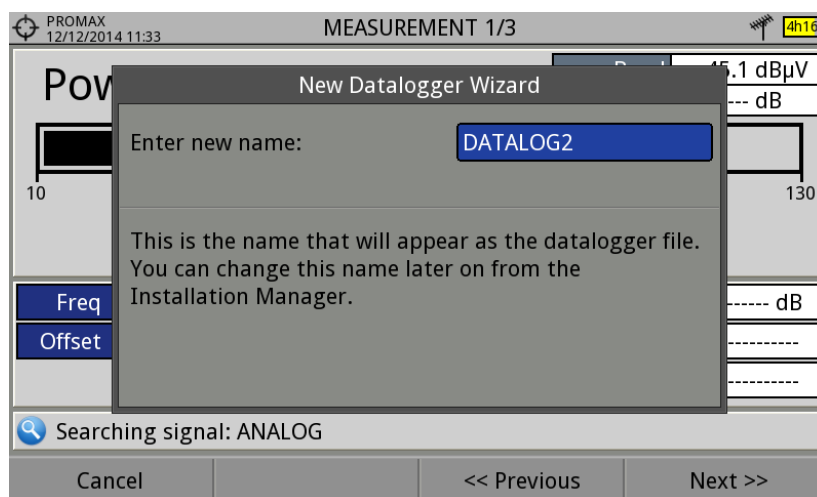 PROMAX
12/12/2014 11:33
MEASUREMENT 1/3
4h16
Pow
5.1 dBµV
--- dB
New Datalogger Wizard
Enter new name:
DATALOG2
10
130
This is the name that will appear as the datalogger file.
You can change this name later on from the
Installation Manager.
Freq
------ dB
Offset
----------
----------
Searching signal: ANALOG
Cancel
<< Previous
Next >>